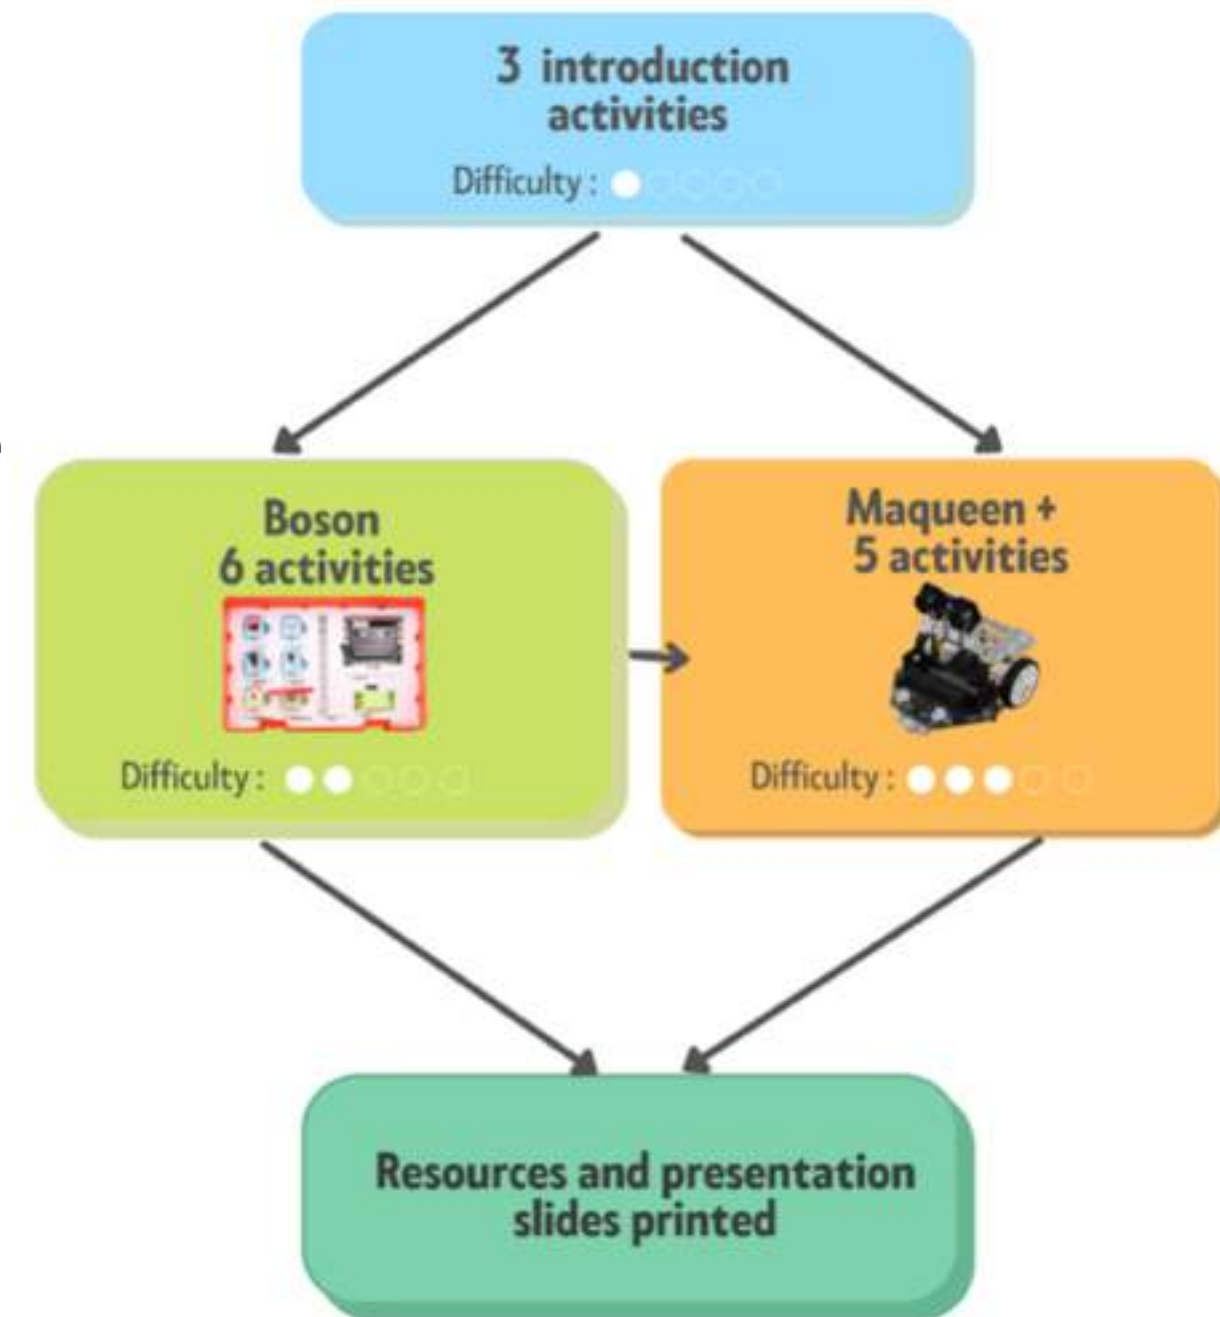 3 introduction
activities
Difficulty :
Boson
6 activities
Difficulty :
Maqueen +
5 activities
Difficulty :
Resources and presentation
slides printed